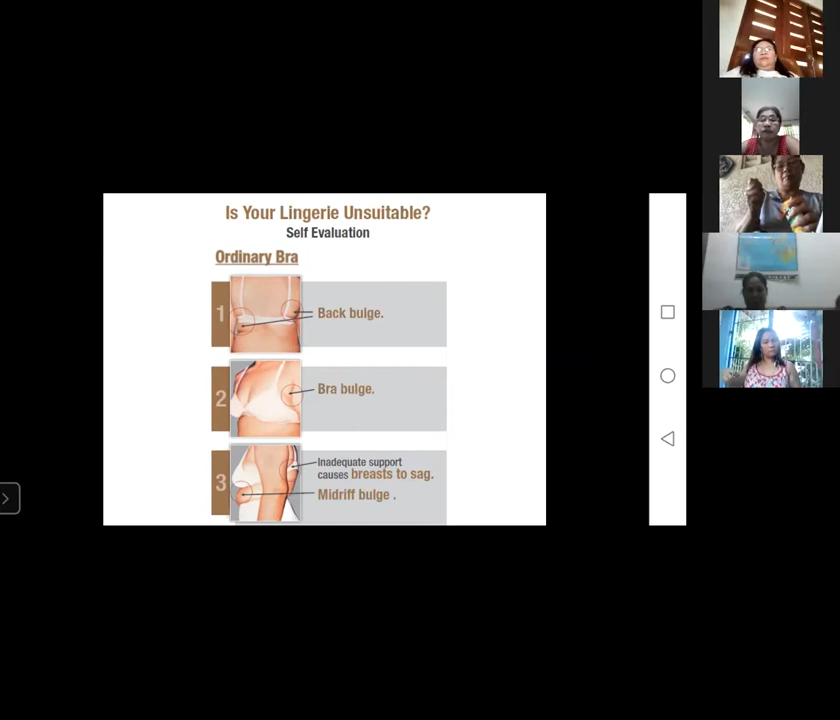 Is Your Lingerie Unsuitable?
Self Evaluation
Ordinary Bra
1
Back bulge.
2
Bra bulge.
3
Inadequate support
causes breasts to sag.
Midriff bulge .